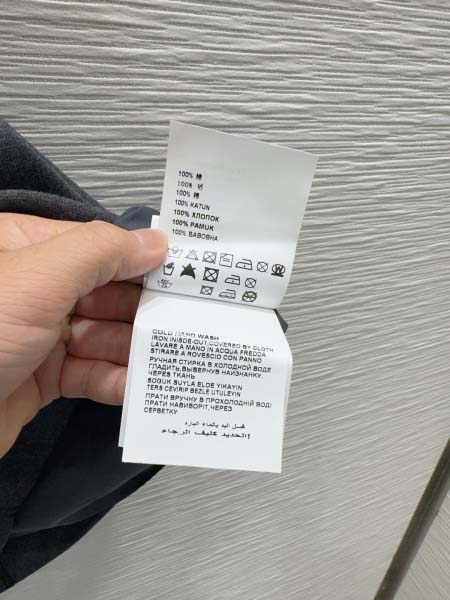 100% 棉
100% 면
100% 綿
100% KATUN
100% ХЛОПОК
100% PAMUK
100% БАВОВНА
COLD HAND WASH
IRON INISDE-OUT,COVERED BY CLOTH
LAVARE A MANO IN ACQUA FREDDA
STIRARE A ROVESCIO CON PANNO
РУЧНАЯ СТИРКА В ХОЛОДНОЙ ВОДЕ
ГЛАДИТЬ,ВЫВЕРНУВ НАИЗНАНКУ.
ЧЕРЕЗ ТКАНЬ
SOGUK SUYLA ELDE YIKAYIN
TERS CEVIRIP BEZLE UTULEYIN
ПРАТИ ВРУЧНУ В ПРОХОЛОДНІЙ ВОДІ
ПРАТИ НАВИВОРІТ,ЧЕРЕЗ
СЕРВЕТКУ